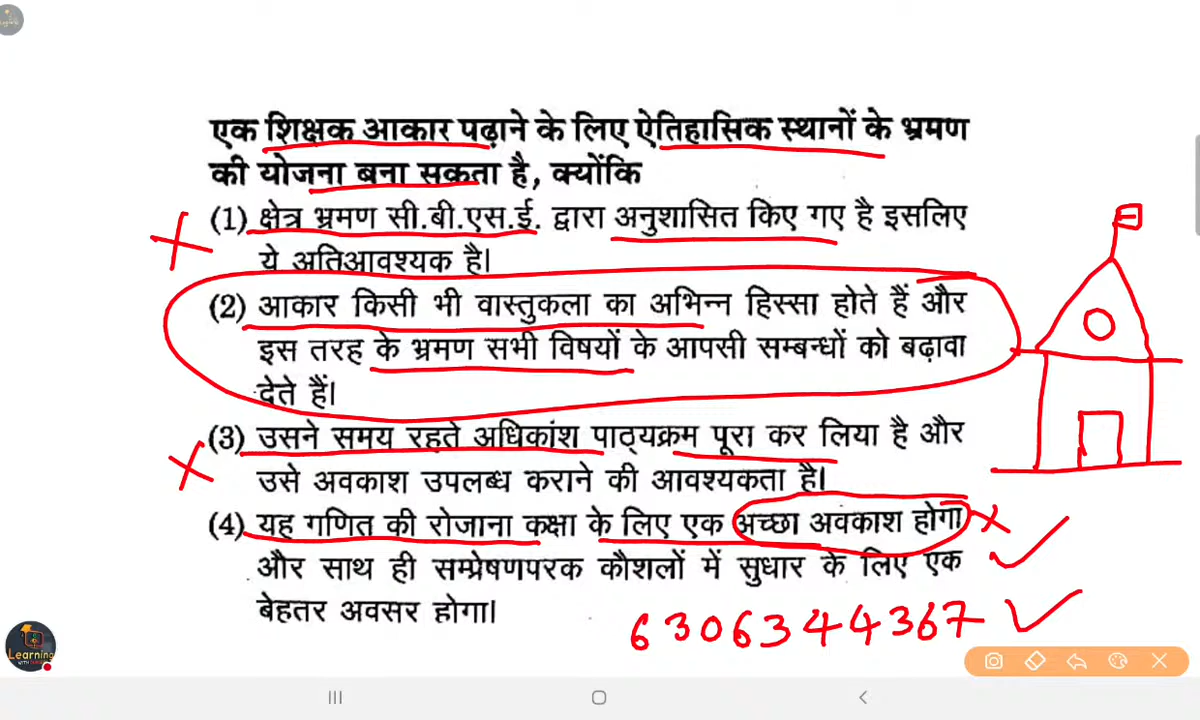 एक शिक्षक आकार पढ़ाने के लिए ऐतिहासिक स्थानों के भ्रमण
की योजना बना सकता है, क्योंकि
(1) क्षेत्र भ्रमण सी.बी.एस.ई. द्वारा अनुशासित किए गए है इसलिए
ये अतिआवश्यक है।
(2) आकार किसी भी वास्तुकला का अभिन्न हिस्सा होते हैं और
इस तरह के भ्रमण सभी विषयों के आपसी सम्बन्धों को बढ़ावा
देते हैं।
(3) उसने समय रहते अधिकांश पाठ्यक्रम पूरा कर लिया है और
उसे अवकाश उपलब्ध कराने की आवश्यकता है।
(4) यह गणित की रोजाना कक्षा के लिए एक अच्छा अवकाश होगा
और साथ ही सम्प्रेषणपरक कौशलों में सुधार के लिए एक
बेहतर अवसर होगा।
6306344367
Learning